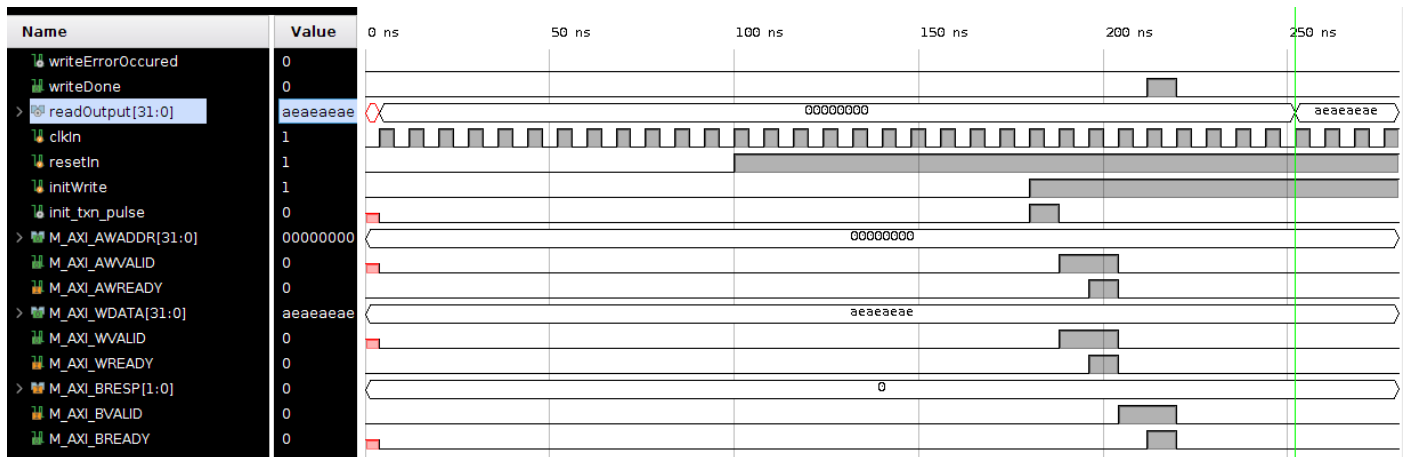 Name Value 0 ns 50 ns 100 ns 150 ns 200 ns 250 ns
writeErrorOccured 0
writeDone 0
> readOutput[31:0] aeaeaeae 00000000 aeaeaeae
clkIn 1
resetIn 1
initWrite 1
init_txn_pulse 0
> M_AXI_AWADDR[31:0] 00000000 00000000
M_AXI_AWVALID 0
M_AXI_AWREADY 0
> M_AXI_WDATA[31:0] aeaeaeae aeaeaeae
M_AXI_WVALID 0
M_AXI_WREADY 0
> M_AXI_BRESP[1:0] 0 0
M_AXI_BVALID 0
M_AXI_BREADY 0